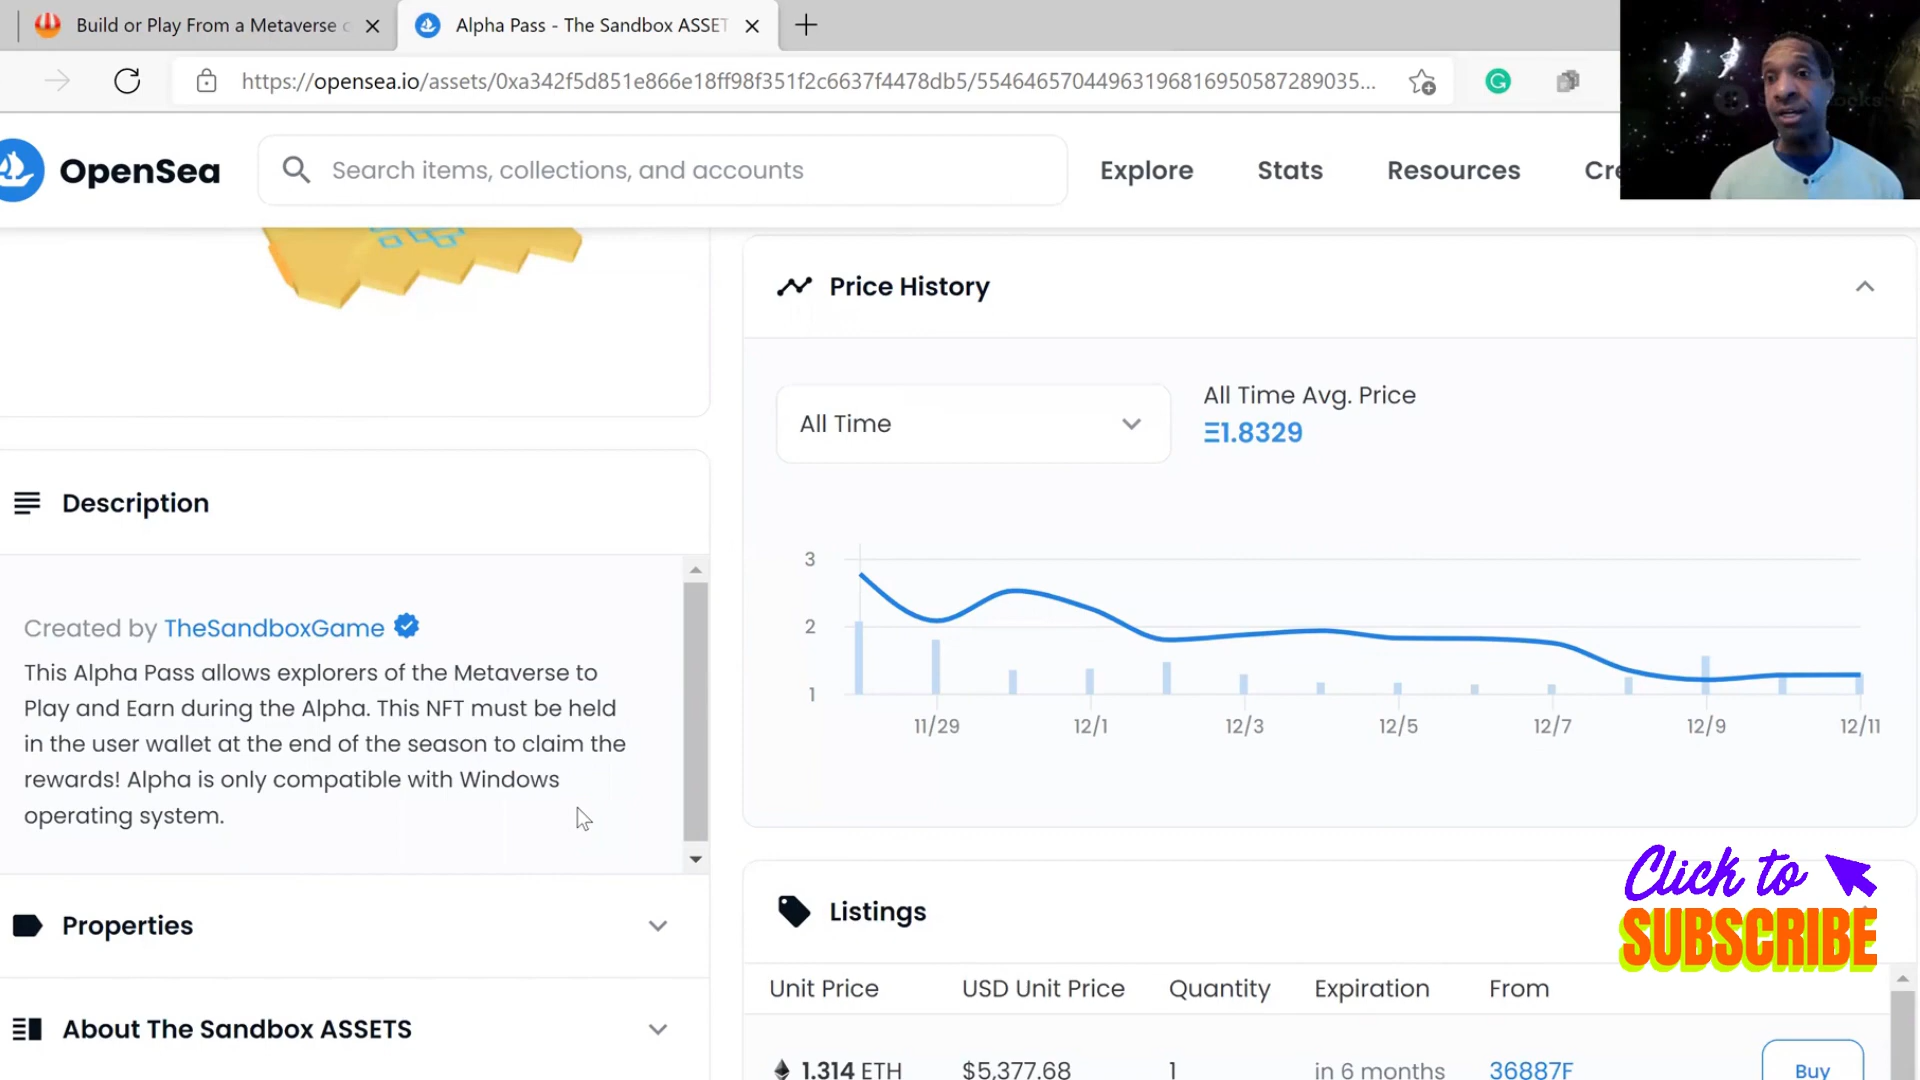 Build or Play From a Metaverse
Alpha Pass - The Sandbox ASSET
https://opensea.io/assets/0xa342f5d851e866e18ff98f351f2c6637f4478db5/55464657044963196816950587289035...
OpenSea
Search items, collections, and accounts
Explore
Stats
Resources
Cre
Price History
All Time
All Time Avg. Price
Ξ1.8329
3
2
1
11/29
12/1
12/3
12/5
12/7
12/9
12/11
Description
Created by TheSandboxGame
This Alpha Pass allows explorers of the Metaverse to
Play and Earn during the Alpha. This NFT must be held
in the user wallet at the end of the season to claim the
rewards! Alpha is only compatible with Windows
operating system.
Properties
About The Sandbox ASSETS
Listings
Unit Price USD Unit Price Quantity Expiration From
1.314 ETH $5,377.68 1 in 6 months 36887F Buy
Click to
SUBSCRIBE